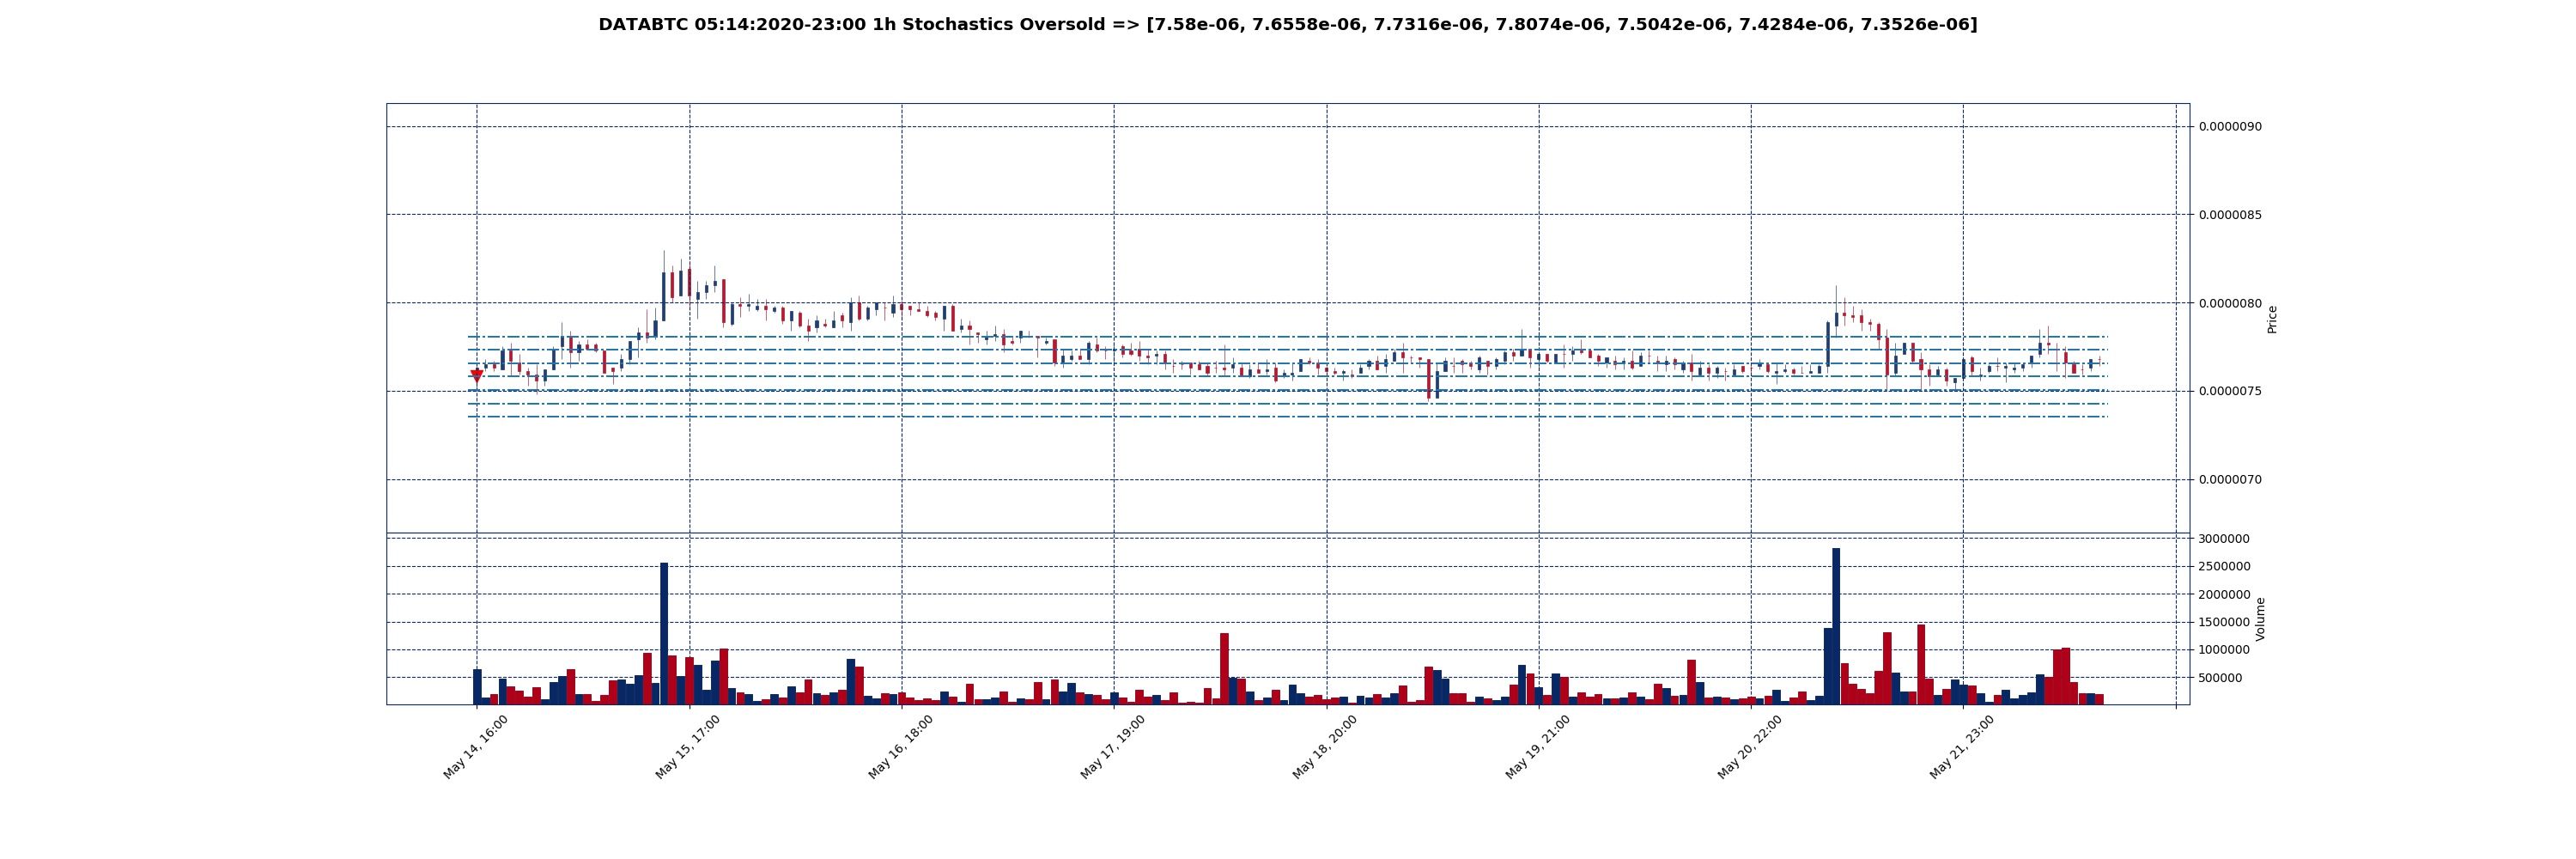 DATABTC 05:14:2020-23:00 1h Stochastics Oversold => [7.58e-06, 7.6558e-06, 7.7316e-06, 7.8074e-06, 7.5042e-06, 7.4284e-06, 7.3526e-06]
0.0000090
0.0000085
0.0000080
Price
0.0000075
0.0000070
3000000
2500000
2000000
Volume
1500000
1000000
500000
May 14, 16:00
May 15, 17:00
May 16, 18:00
May 17, 19:00
May 18, 20:00
May 19, 21:00
May 20, 22:00
May 21, 23:00